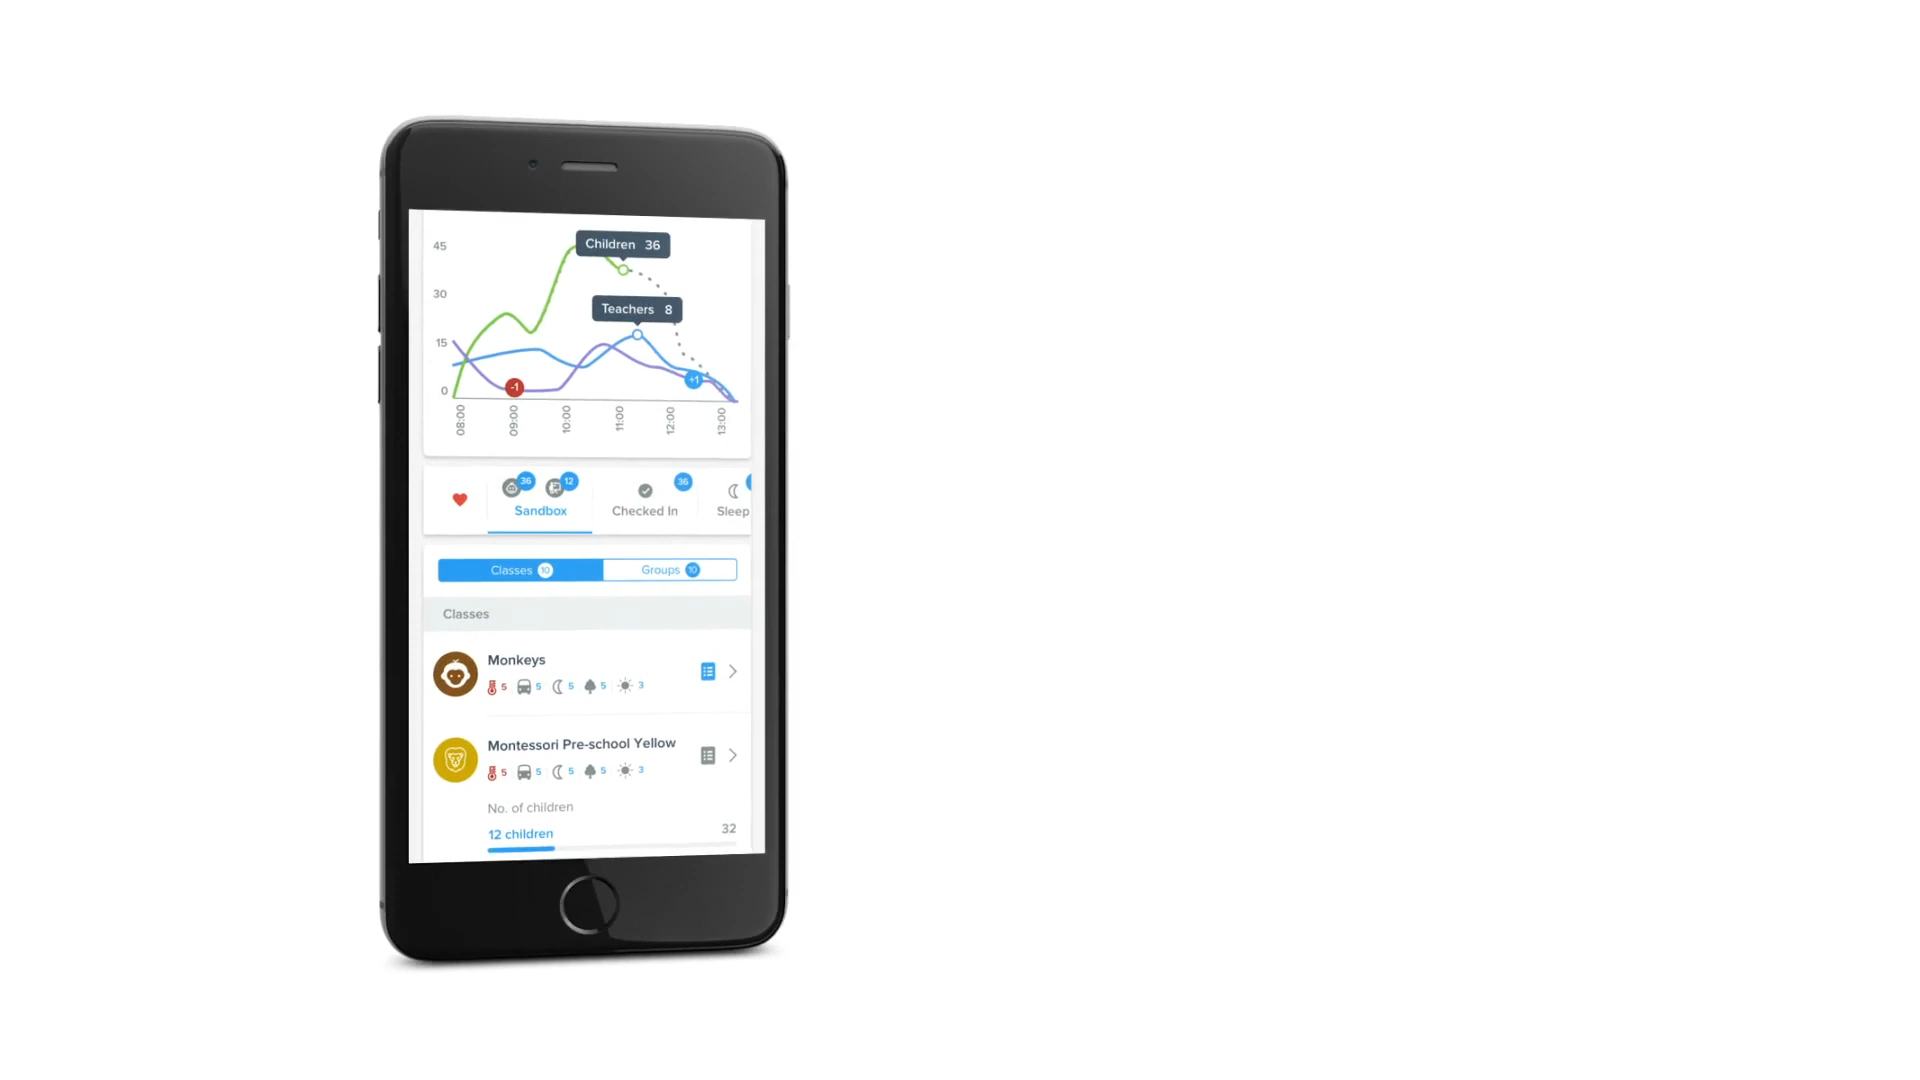 45
Children 36
30
Teachers 8
15
+1
-1
0
08:00 09:00 10:00 11:00 12:00 13:00
36 12 36
Sandbox Checked In Sleep
Classes 10 Groups 10
Classes
Monkeys
5 5 5 5 3
Montessori Pre-school Yellow
5 5 5 5 3
No. of children
12 children 32